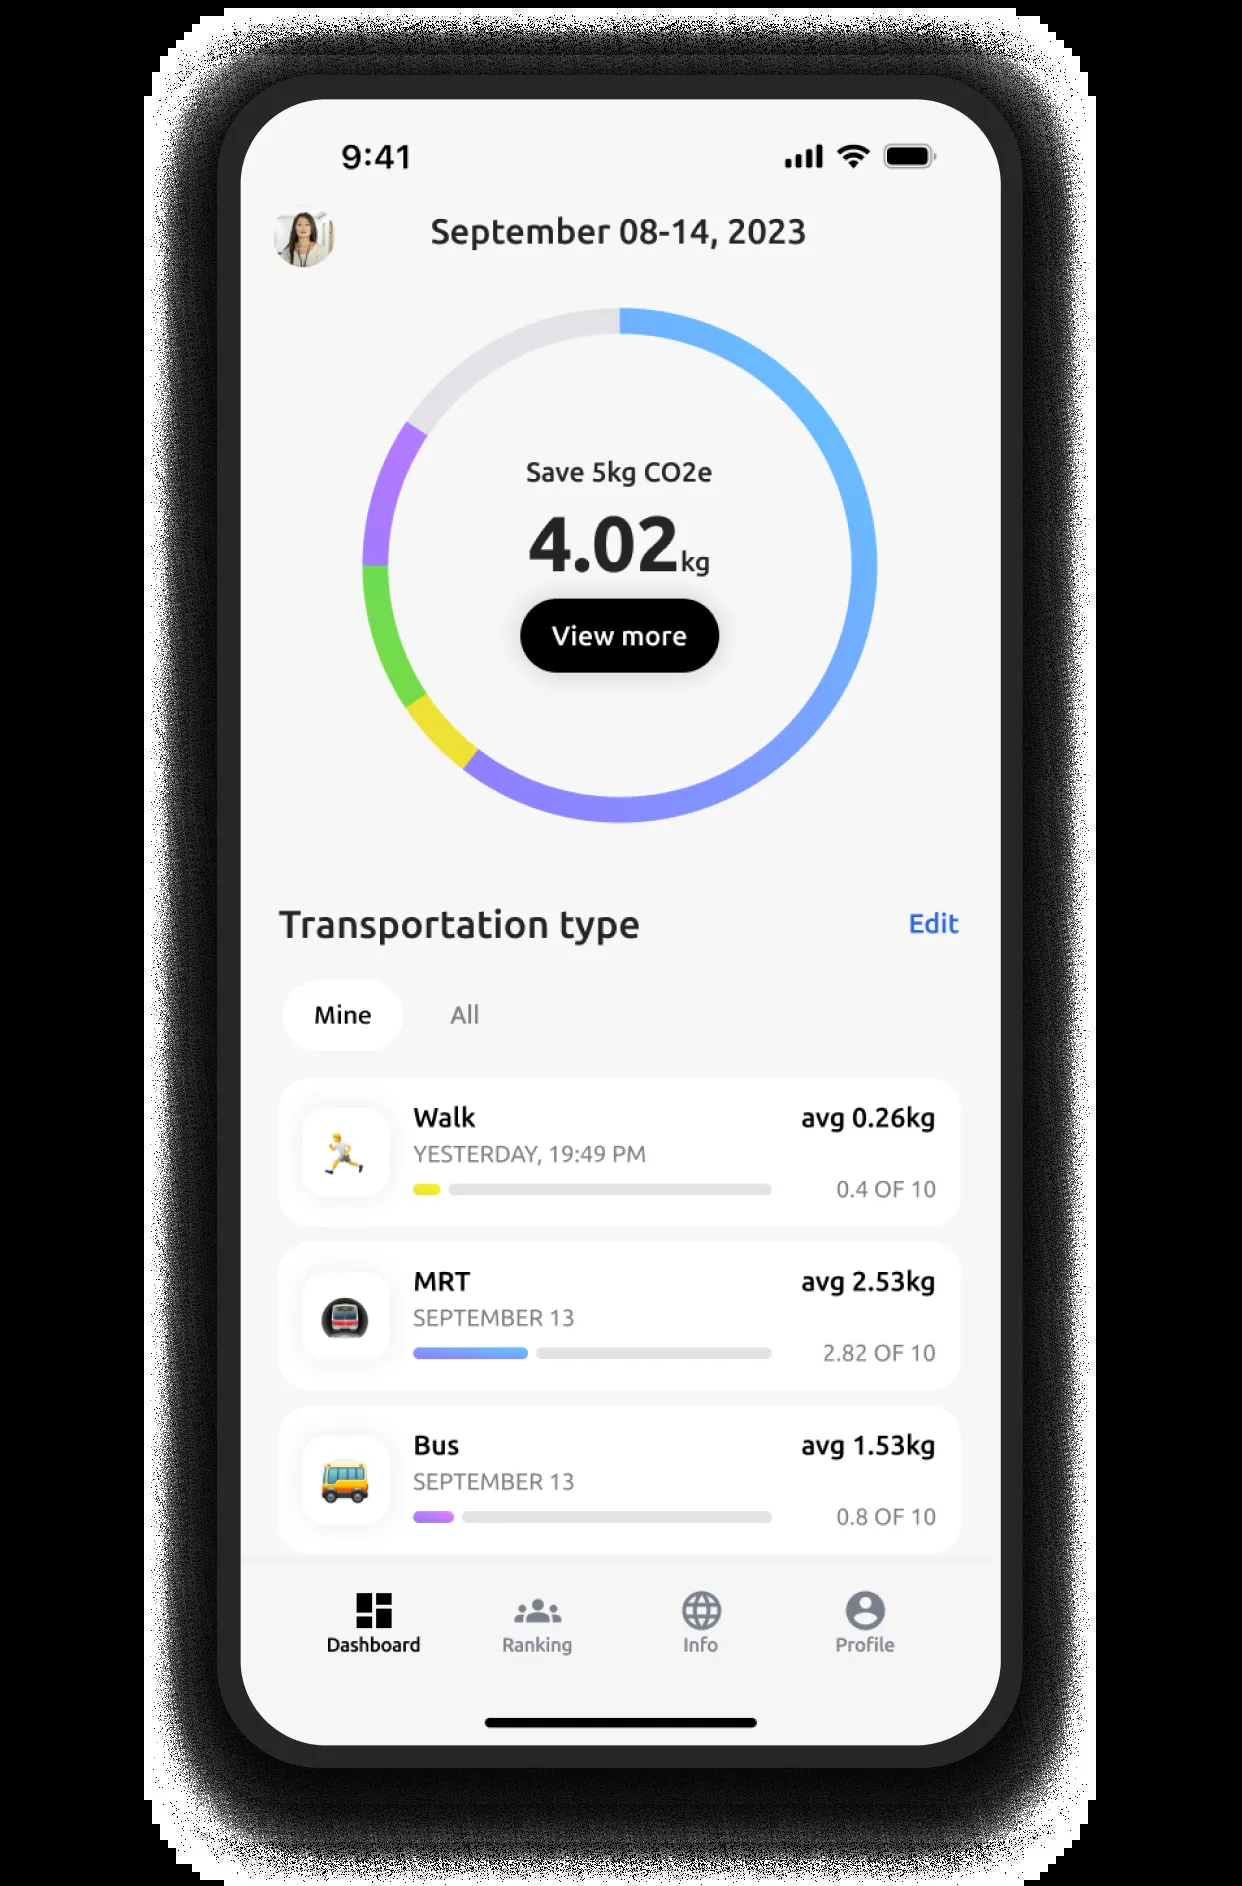 9:41
September 08-14, 2023
Save 5kg CO2e
4.02kg
View more
Transportation type
Edit
Mine
All
Walk
avg 0.26kg
YESTERDAY, 19:49 PM
0.4 OF 10
MRT
avg 2.53kg
SEPTEMBER 13
2.82 OF 10
Bus
avg 1.53kg
SEPTEMBER 13
0.8 OF 10
Dashboard
Ranking
Info
Profile